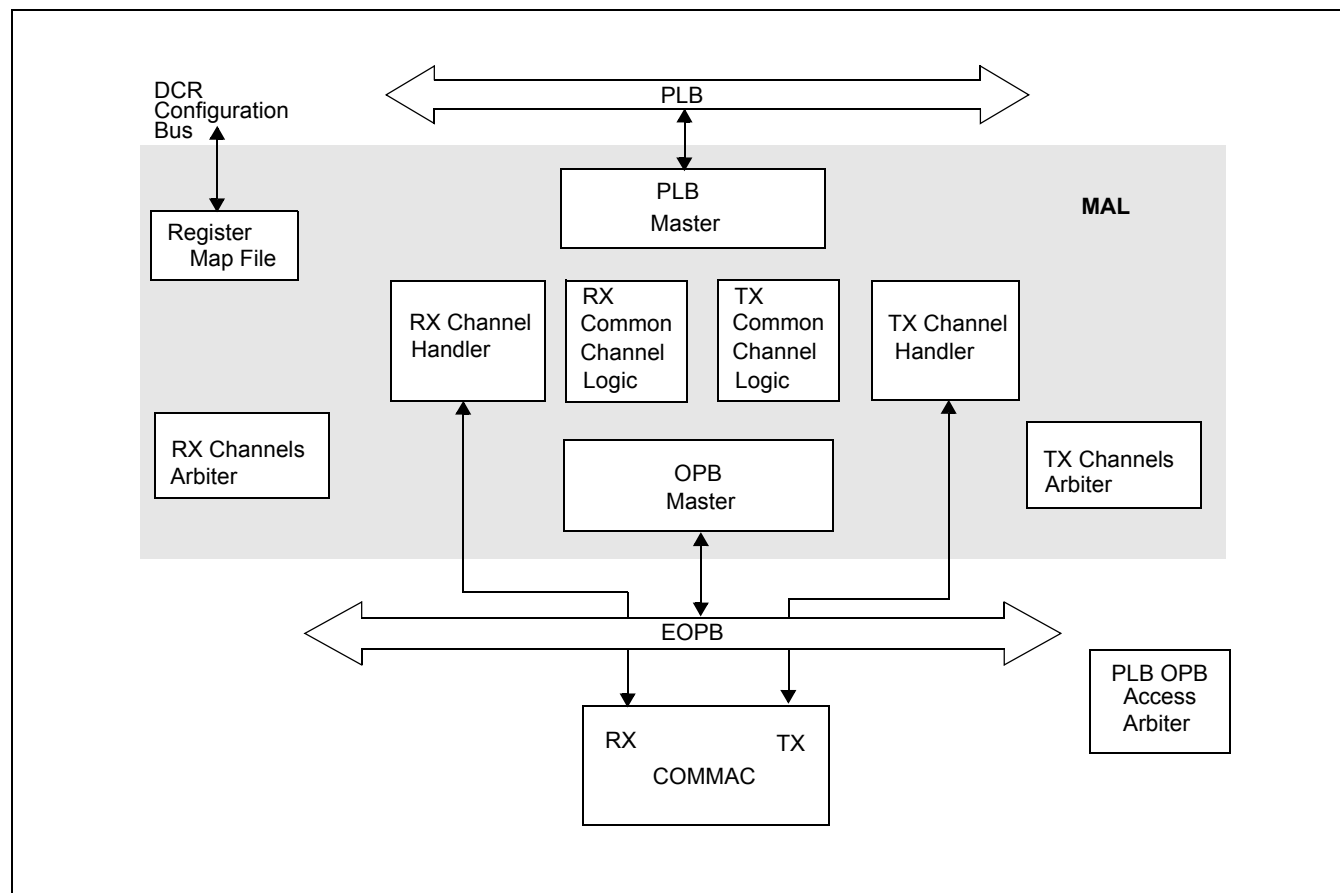 DCR
Configuration
Bus
PLB
PLB
Master
MAL
Register
Map File
RX Channel
Handler
RX
Common
Channel
Logic
TX
Common
Channel
Logic
TX Channel
Handler
RX Channels
Arbiter
OPB
Master
TX Channels
Arbiter
EOPB
PLB OPB
Access
Arbiter
RX
TX
COMMAC